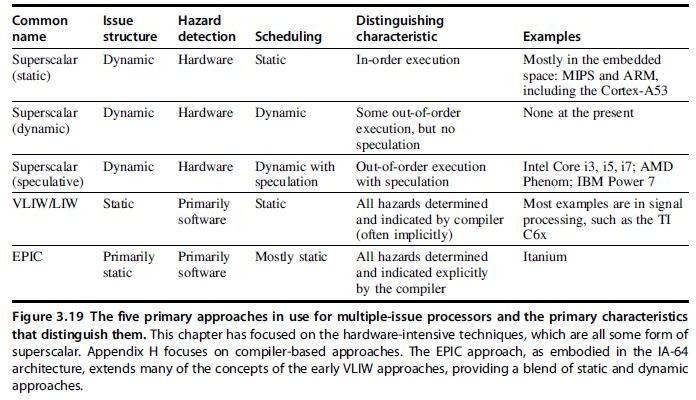 Common Issue Hazard Distinguishing
name structure detection Scheduling characteristic Examples
Superscalar Dynamic Hardware Static In-order execution Mostly in the embedded
(static) space: MIPS and ARM,
including the Cortex-A53
Superscalar Dynamic Hardware Dynamic Some out-of-order None at the present
(dynamic) execution, but no
speculation
Superscalar Dynamic Hardware Dynamic with Out-of-order execution Intel Core i3, i5, i7; AMD
(speculative) speculation with speculation Phenom; IBM Power 7
VLIW/LIW Static Primarily Static All hazards determined Most examples are in signal
software and indicated by compiler processing, such as the TI
(often implicitly) C6x
EPIC Primarily Primarily Mostly static All hazards determined Itanium
static software and indicated explicitly
by the compiler
Figure 3.19 The five primary approaches in use for multiple-issue processors and the primary characteristics
that distinguish them. This chapter has focused on the hardware-intensive techniques, which are all some form of
superscalar. Appendix H focuses on compiler-based approaches. The EPIC approach, as embodied in the IA-64
architecture, extends many of the concepts of the early VLIW approaches, providing a blend of static and dynamic
approaches.